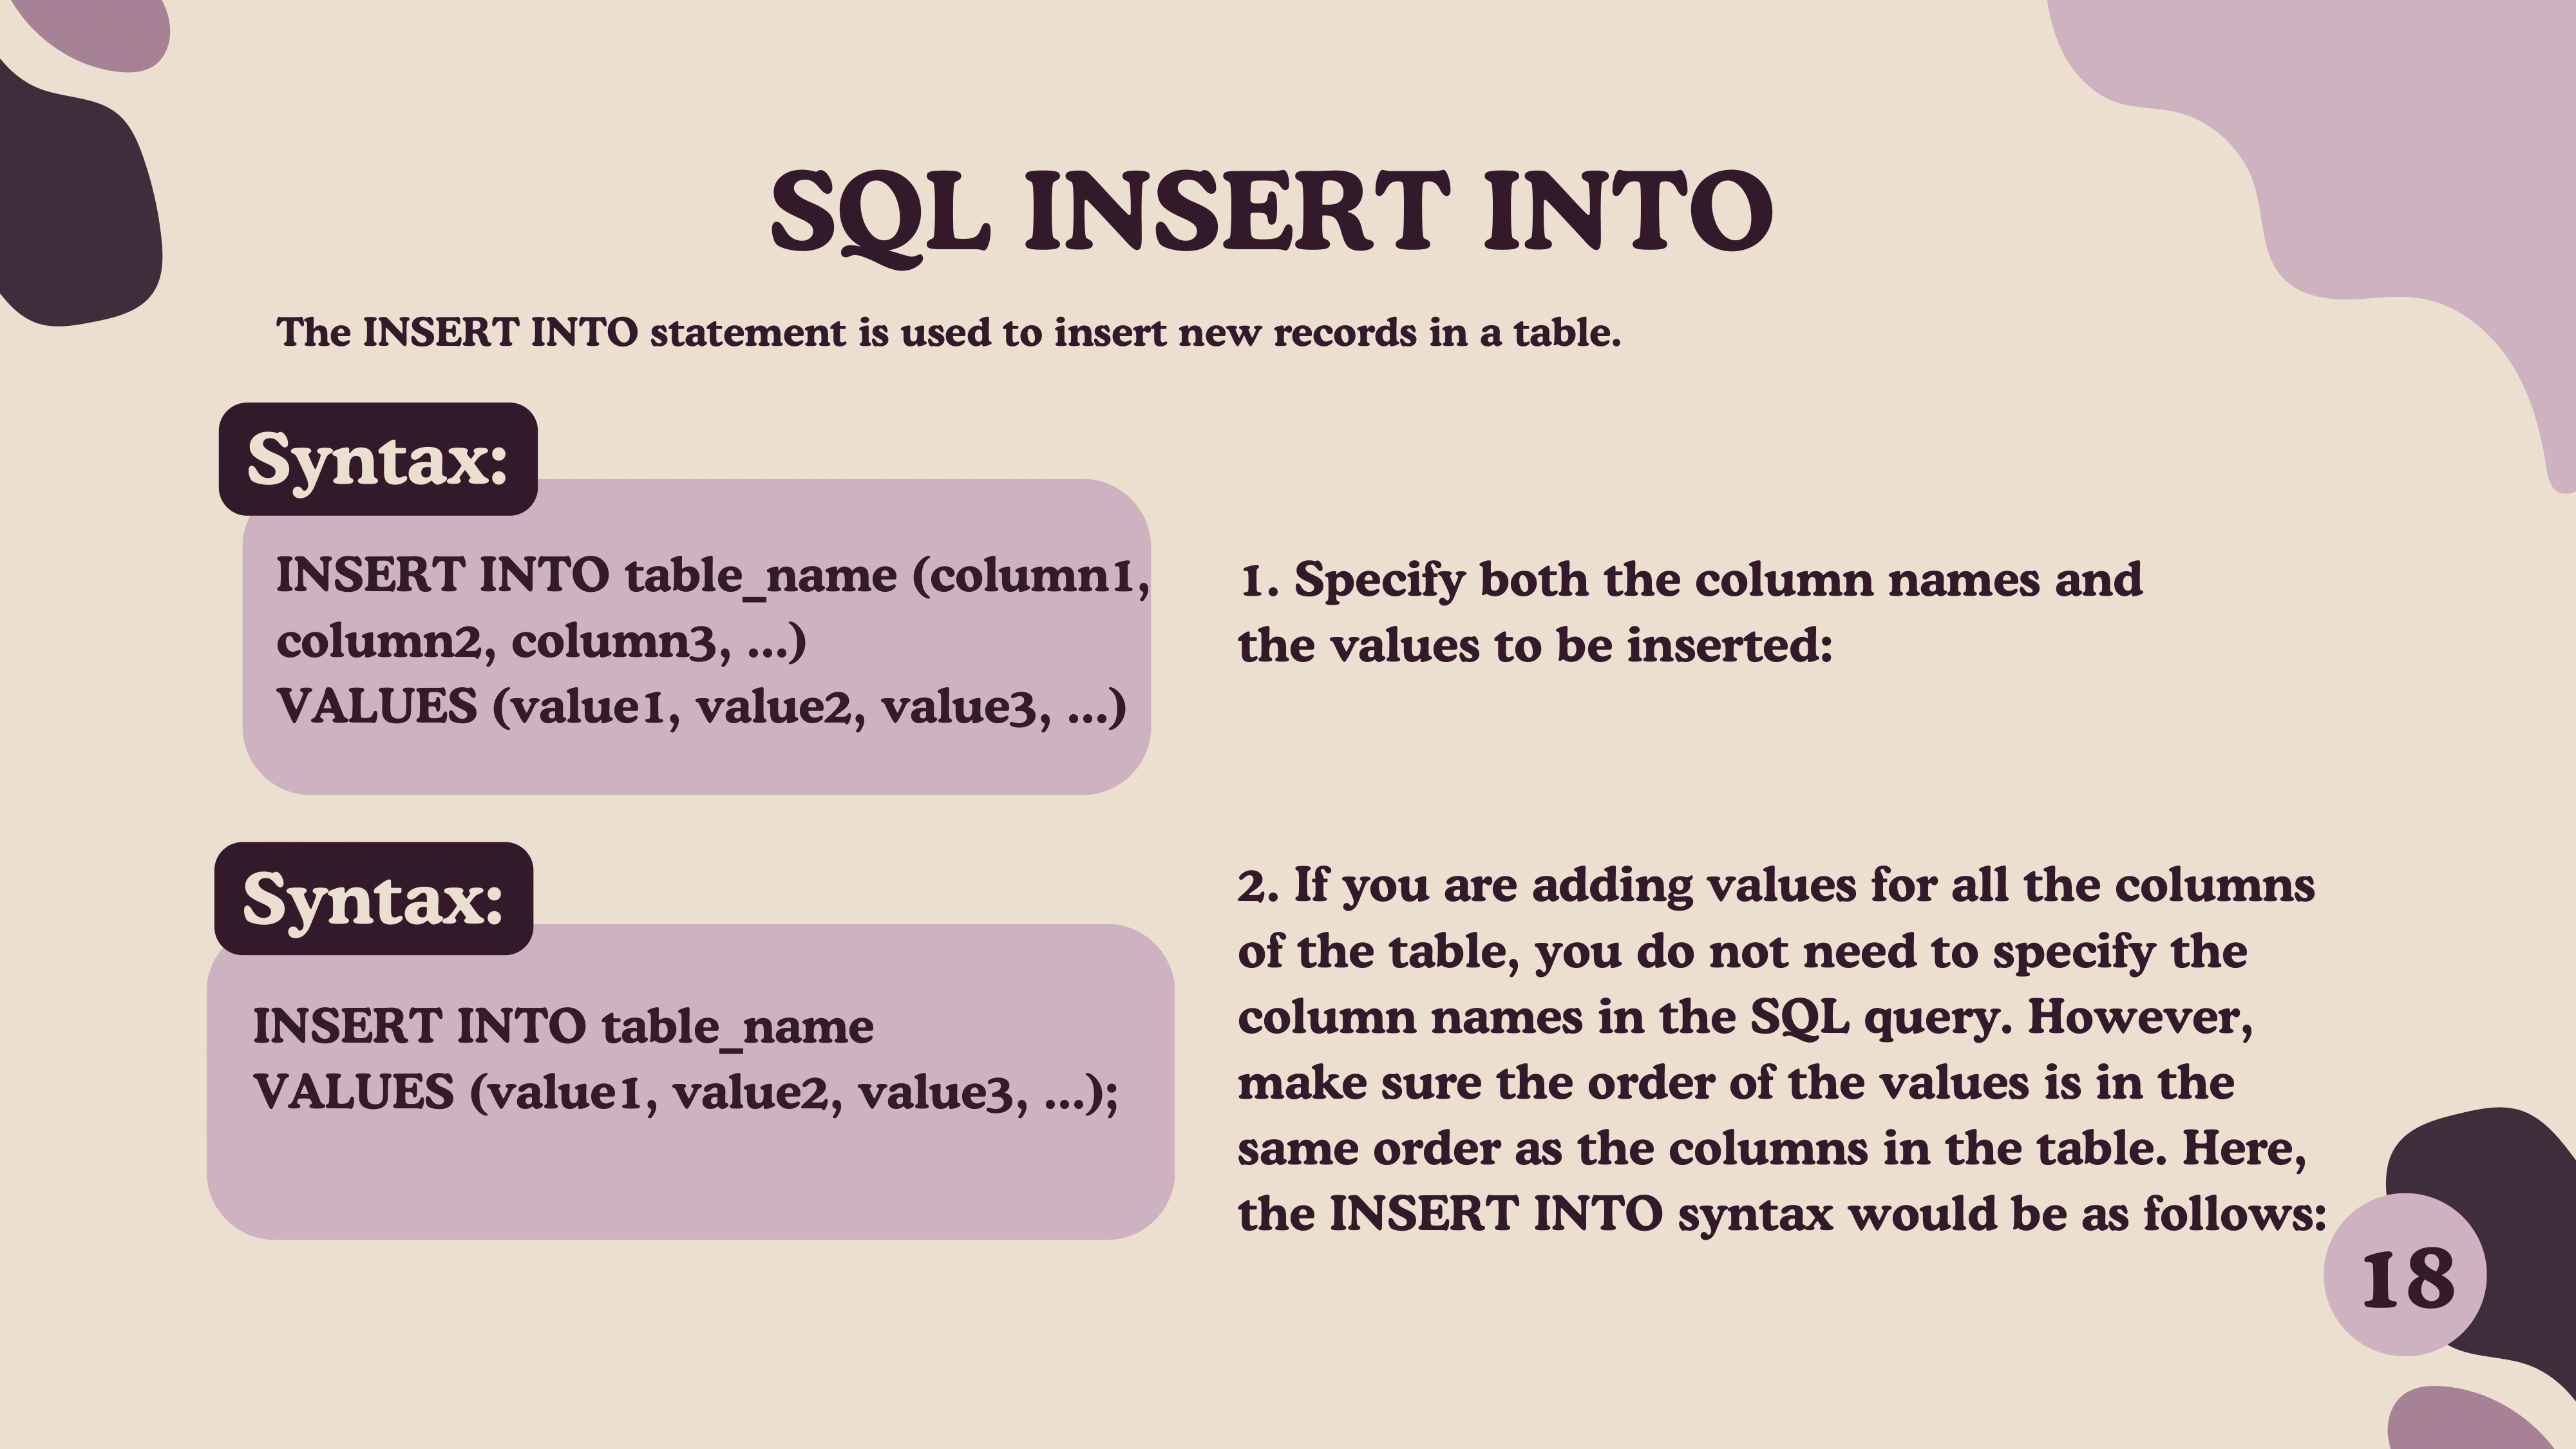 SQL INSERT INTO
The INSERT INTO statement is used to insert new records in a table.
Syntax:
INSERT INTO table_name (column1,
column2, column3, ...)
VALUES (value1, value2, value3, ...)
1. Specify both the column names and
the values to be inserted:
Syntax:
INSERT INTO table_name
VALUES (value1, value2, value3, ...);
2. If you are adding values for all the columns
of the table, you do not need to specify the
column names in the SQL query. However,
make sure the order of the values is in the
same order as the columns in the table. Here,
the INSERT INTO syntax would be as follows:
18